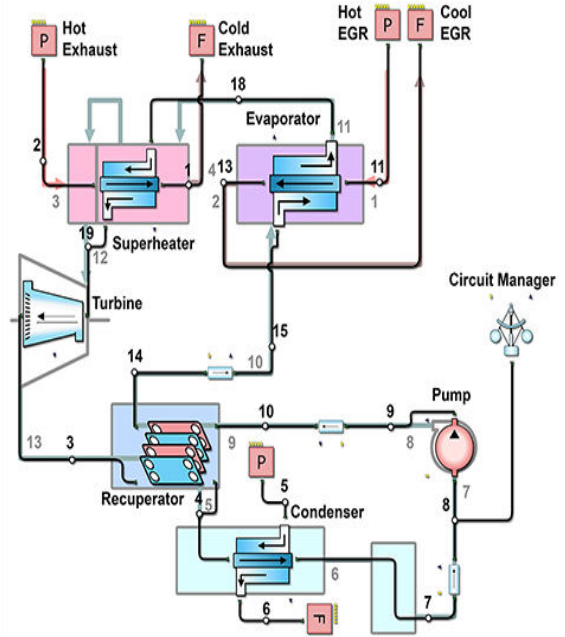 Hot
Exhaust
P
F
Cold
Exhaust
Hot
EGR
P
F
Cool
EGR
18
Evaporator
11
2
3
1
4
13
2
11
1
19
12
Superheater
Turbine
Circuit Manager
15
14
10
Pump
10
9
9
8
13
3
P
7
Recuperator
4
5
5
Condenser
8
6
7
6
F